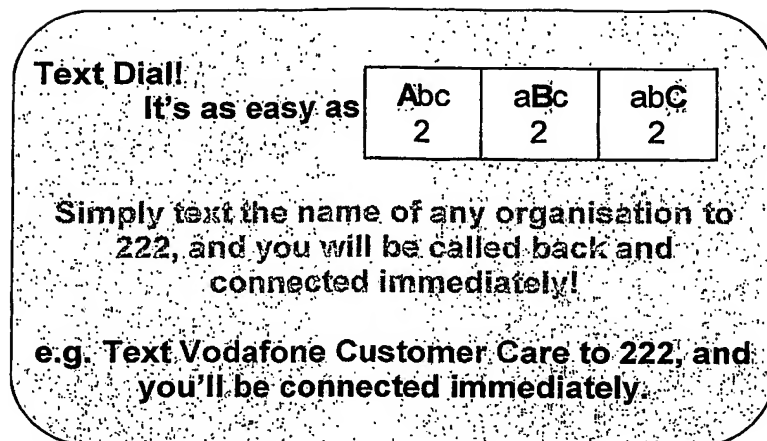 Text Dial!
It's as easy as
Abc aBc abC
2 2 2
Simply text the name of any organisation to
222, and you will be called back and
connected immediately!
e.g. Text Vodafone Customer Care to 222, and
you'll be connected immediately.